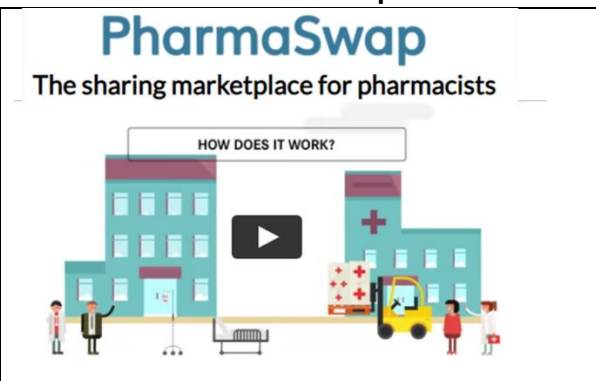 PharmaSwap
The sharing marketplace for pharmacists
HOW DOES IT WORK?